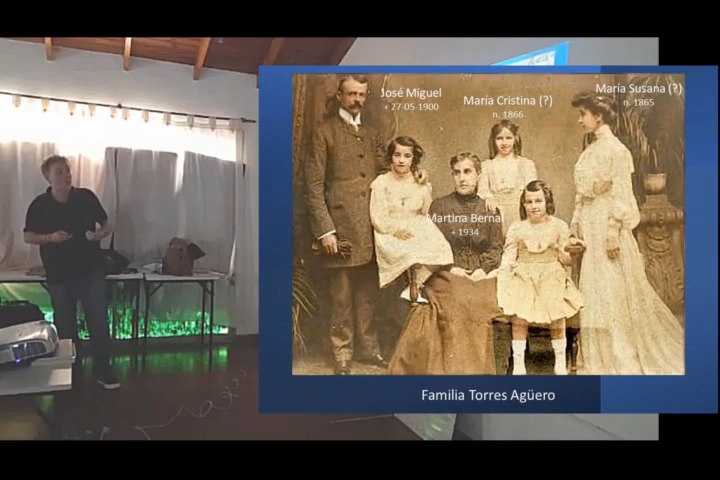 José Miguel
+ 27-05-1900
María Cristina (?)
n. 1866
María Susana (?)
n. 1865
Martina Bernal
+ 1934
Familia Torres Agüero